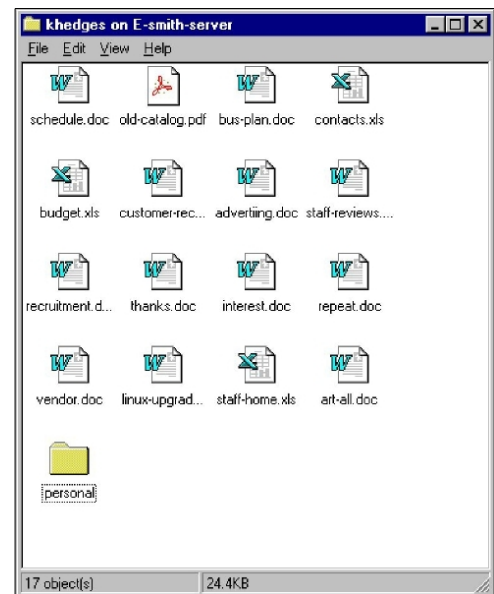 khedges on E-smith-server
File Edit View Help
schedule.doc old-catalog.pdf bus-plan.doc contacts.xls
budget.xls customer-rec... advertiing.doc staff-reviews....
recruitment.d... thanks.doc interest.doc repeat.doc
vendor.doc linux-upgrad... staff-home.xls art-all.doc
personal
17 object(s) 24.4KB